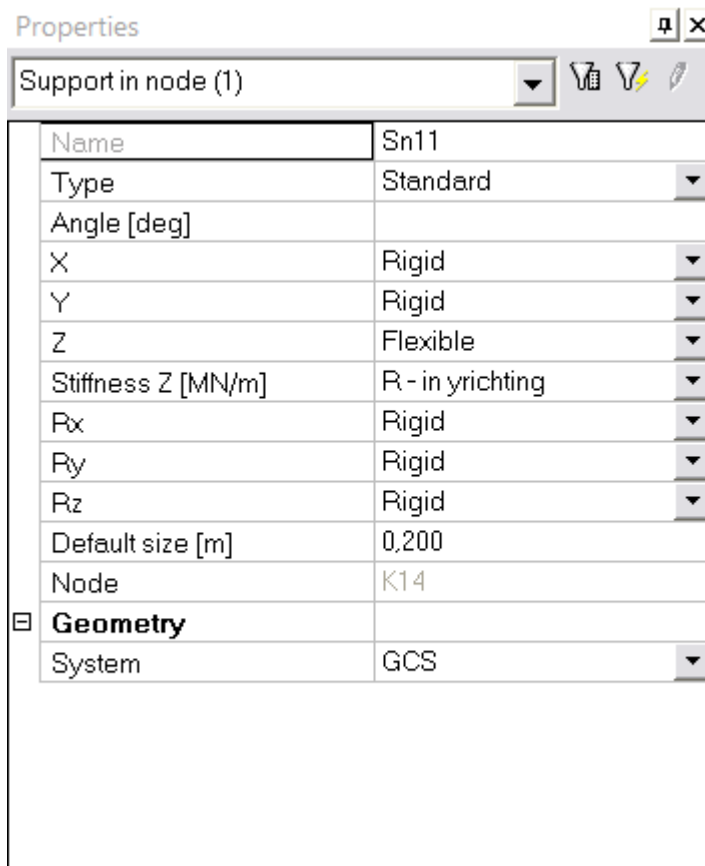 Properties
Support in node (1)
Name Sn11
Type Standard
Angle [deg]
X Rigid
Y Rigid
Z Flexible
Stiffness Z [MN/m] R - in yrichting
Rx Rigid
Ry Rigid
Rz Rigid
Default size [m] 0,200
Node K14
Geometry
System GCS